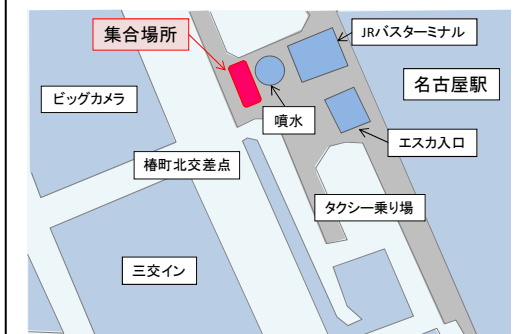 集合場所
JRバスターミナル
名古屋駅
ビッグカメラ
噴水
エスカ入口
椿町北交差点
タクシー乗り場
三交イン